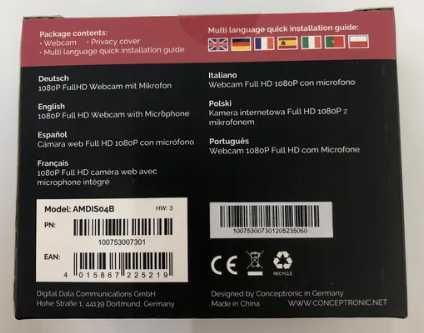 Package contents:
• Webcam • Privacy cover
• Multi language quick installation guide
Multi language quick installation guide:
Deutsch
1080P FullHD Webcam mit Mikrofon
English
1080P Full HD Webcam with Microphone
Español
Cámara web Full HD 1080P con micrófono
Français
1080P Full HD caméra web avec
microphone intégré
Italiano
Webcam Full HD 1080P con microfono
Polski
Kamera internetowa Full HD 1080P z
mikrofonem
Português
Webcam 1080P Full HD com Microfone
Model: AMDIS04B HW: 3
PN:
100753007301
EAN:
4 015867 225219
100753007301205235060
CE
RECYCLE
Digital Data Communications GmbH
Hohe Straße 1, 44139 Dortmund, Germany
Designed by Conceptronic in Germany
Made in China WWW.CONCEPTRONIC.NET